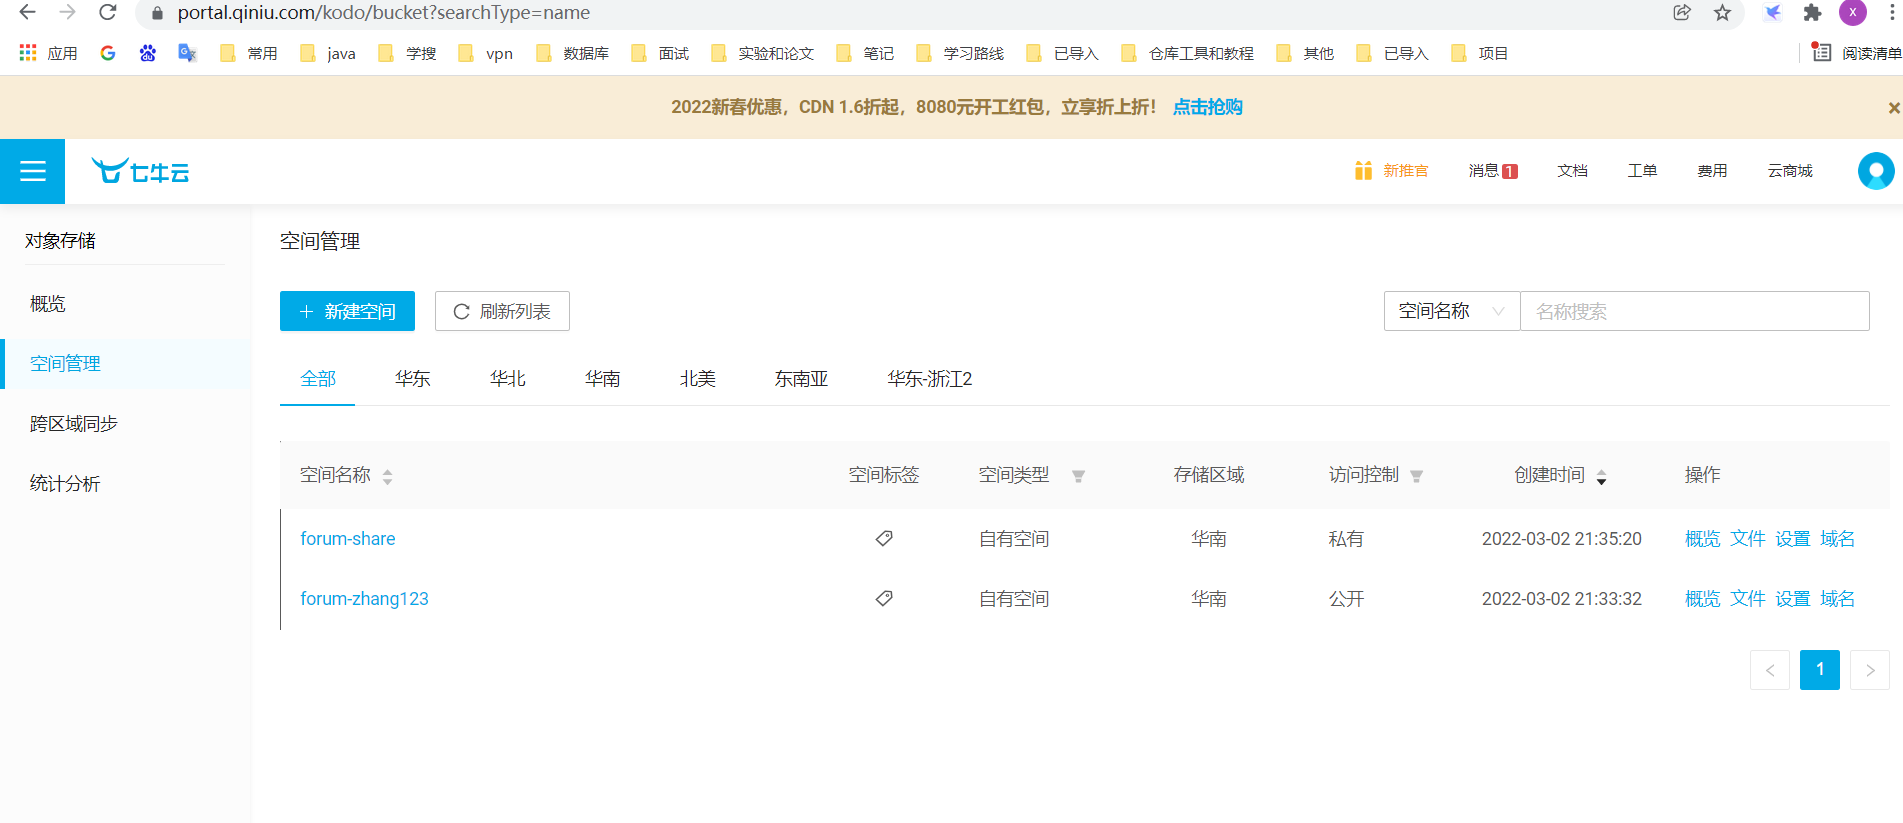 portal.qiniu.com/kodo/bucket?searchType=name
X
应用 常用 java 学搜 vpn 数据库 面试 实验和论文 笔记 学习路线 已导入 仓库工具和教程 其他 已导入 项目 阅读清单
2022新春优惠，CDN 1.6折起，8080元开工红包，立享折上折！ 点击抢购 ×
七牛云 新推官 消息 1 文档 工单 费用 云商城
对象存储
概览
空间管理
跨区域同步
统计分析
空间管理
新建空间 刷新列表 空间名称 名称搜索
全部 华东 华北 华南 北美 东南亚 华东-浙江2
空间名称 空间标签 空间类型 存储区域 访问控制 创建时间 操作
forum-share 自有空间 华南 私有 2022-03-02 21:35:20 概览 文件 设置 域名
forum-zhang123 自有空间 华南 公开 2022-03-02 21:33:32 概览 文件 设置 域名
< 1 >